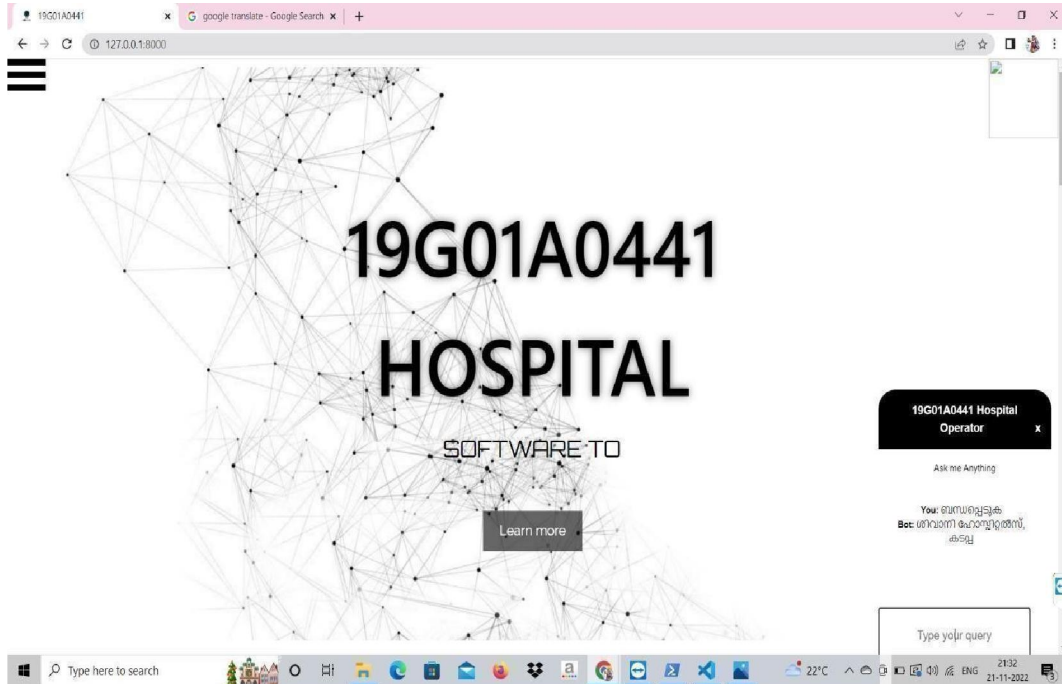 19G01A0441
google translate - Google Search
127.0.0.1:8000
19G01A0441
HOSPITAL
SOFTWARE TO
Learn more
19G01A0441 Hospital
Operator
x
Ask me Anything
You: ബന്ധപ്പെടുക
Bot: ശിവാനി ഹോസ്പിറ്റൽസ്,
കടപ്പ
Type your query
Type here to search
22°C
ENG
21:32
21-11-2022